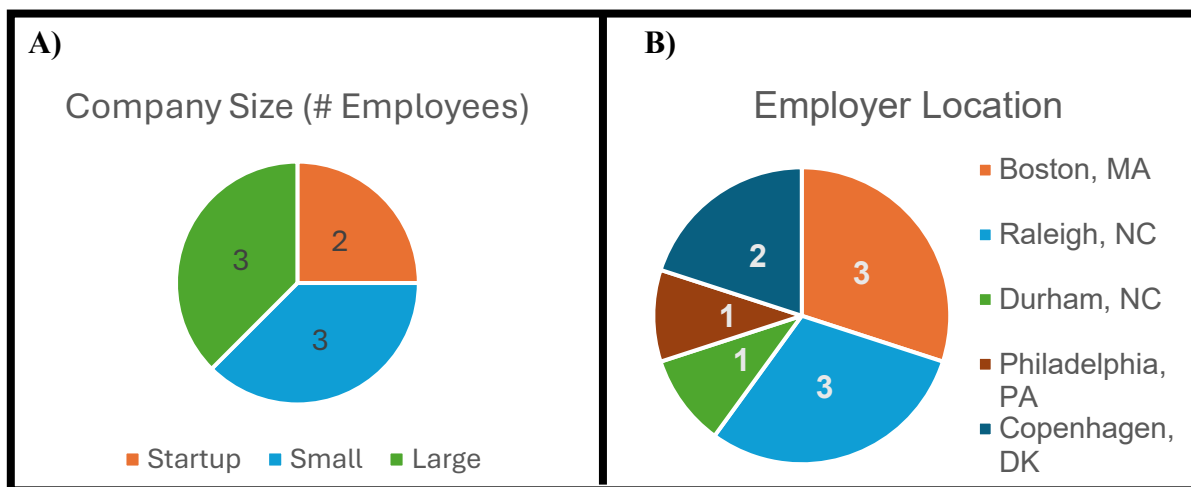 A)
Company Size (# Employees)
2
3
3
Startup
Small
Large
B)
Employer Location
3
3
1
1
2
Boston, MA
Raleigh, NC
Durham, NC
Philadelphia,
PA
Copenhagen,
DK